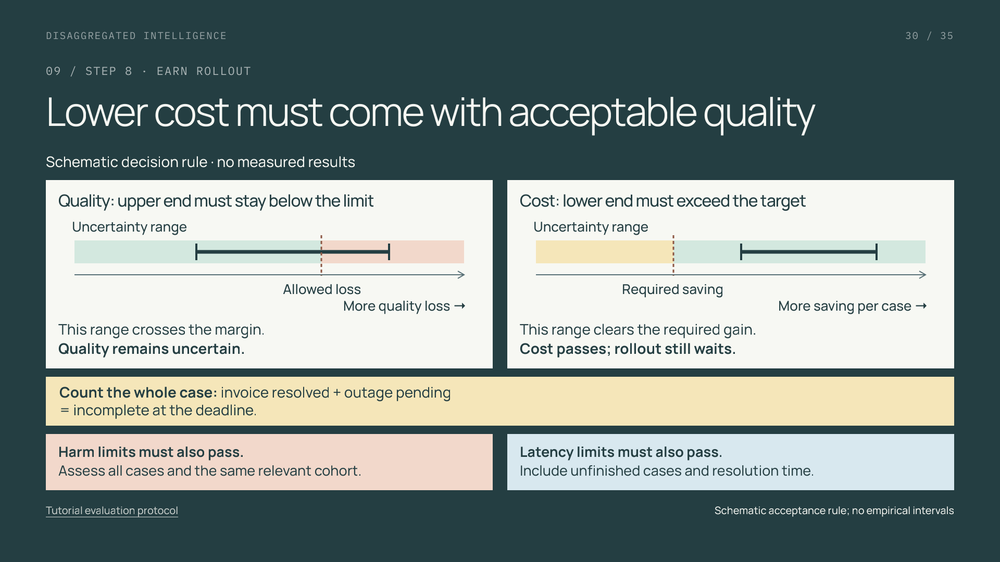 DISAGGREGATED INTELLIGENCE
30 / 35
09 / STEP 8 · EARN ROLLOUT
Lower cost must come with acceptable quality
Schematic decision rule · no measured results
Quality: upper end must stay below the limit
Uncertainty range
Allowed loss
More quality loss →
This range crosses the margin.
Quality remains uncertain.
Cost: lower end must exceed the target
Uncertainty range
Required saving
More saving per case →
This range clears the required gain.
Cost passes; rollout still waits.
Count the whole case: invoice resolved + outage pending
= incomplete at the deadline.
Harm limits must also pass.
Assess all cases and the same relevant cohort.
Latency limits must also pass.
Include unfinished cases and resolution time.
Tutorial evaluation protocol
Schematic acceptance rule; no empirical intervals